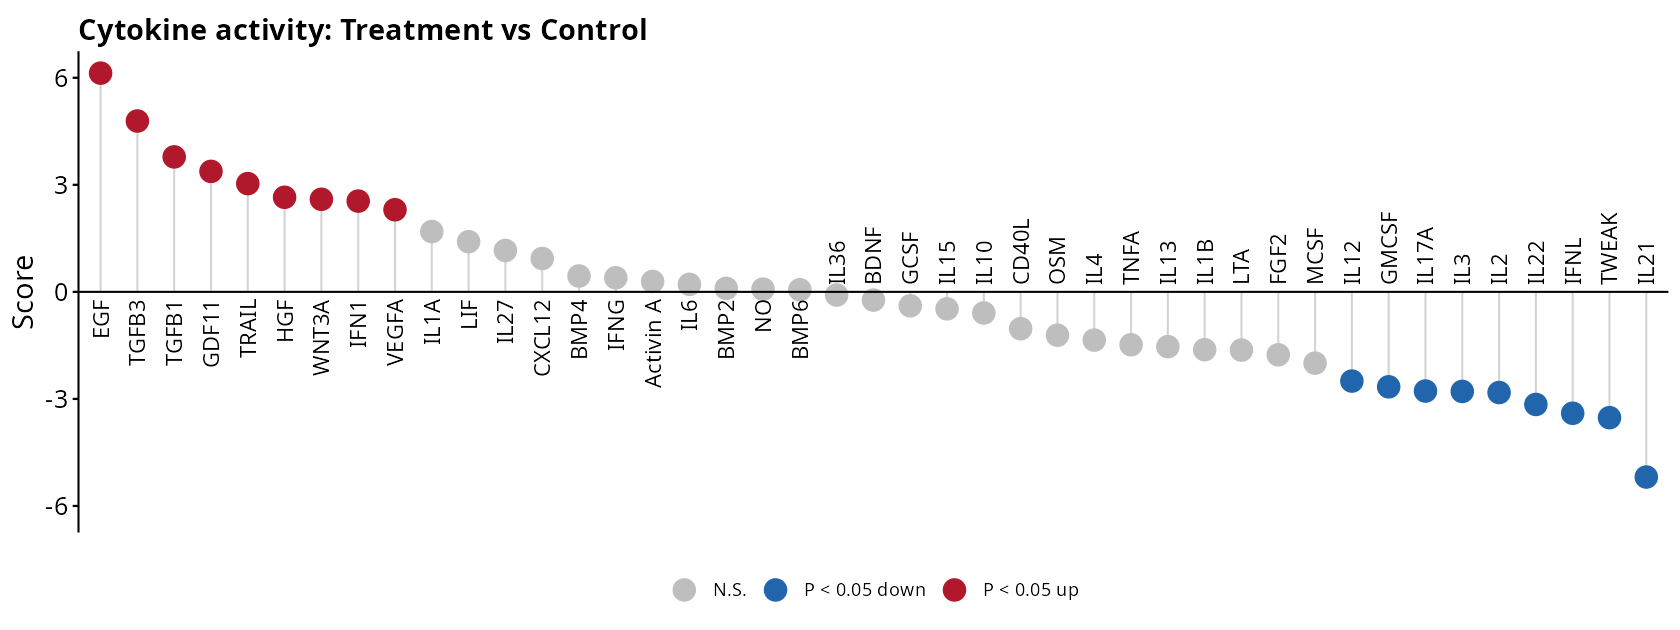 Cytokine activity: Treatment vs Control
Score
6
3
0
-3
-6
EGF
TGFB3
TGFB1
GDF11
TRAIL
HGF
WNT3A
IFN1
VEGFA
IL1A
LIF
IL27
CXCL12
BMP4
IFNG
Activin A
IL6
BMP2
NO
BMP6
IL36
BDNF
GCSF
IL15
IL10
CD40L
OSM
IL4
TNFA
IL13
IL1B
LTA
FGF2
MCSF
IL12
GMCSF
IL17A
IL3
IL2
IL22
IFNL
TWEAK
IL21
N.S.
P < 0.05 down
P < 0.05 up